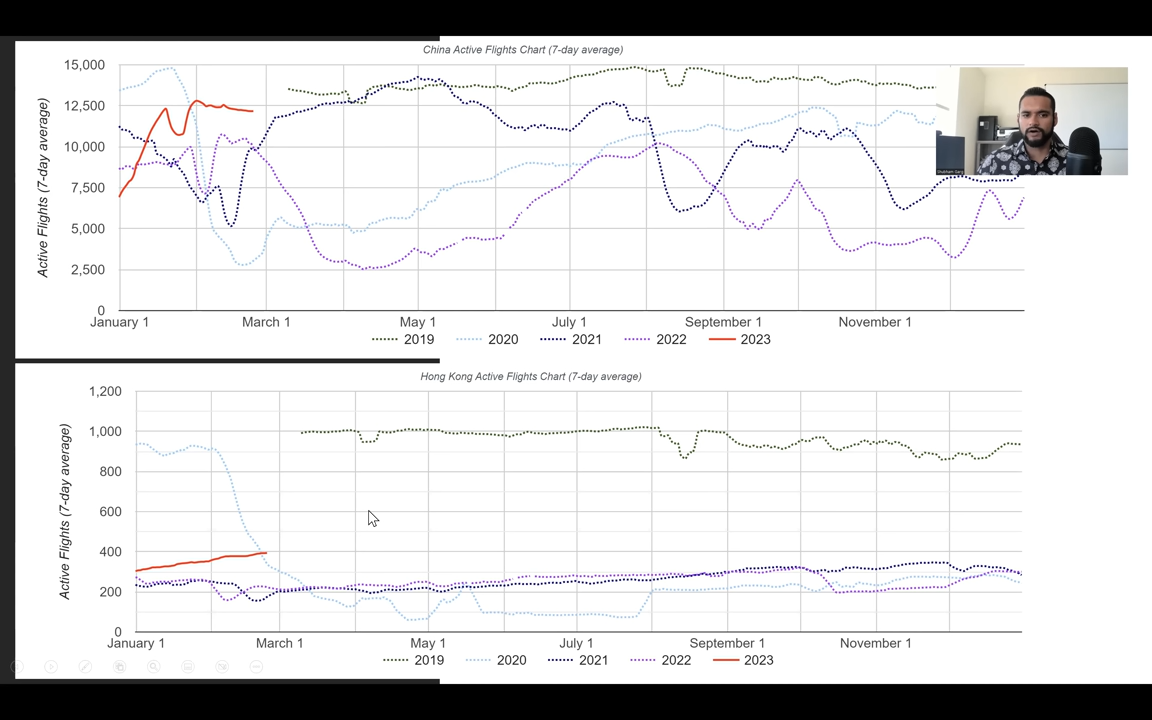 China Active Flights Chart (7-day average)
Active Flights (7-day average)
15,000
12,500
10,000
7,500
5,000
2,500
0
January 1 March 1 May 1 July 1 September 1 November 1
2019 2020 2021 2022 2023
Shubham Garg
Hong Kong Active Flights Chart (7-day average)
Active Flights (7-day average)
1,200
1,000
800
600
400
200
0
January 1 March 1 May 1 July 1 September 1 November 1
2019 2020 2021 2022 2023